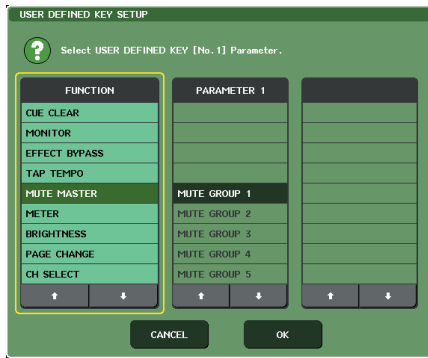 USER DEFINED KEY SETUP
Select USER DEFINED KEY [No.1] Parameter.
FUNCTION
CUE CLEAR
MONITOR
EFFECT BYPASS
TAP TEMPO
MUTE MASTER
METER
BRIGHTNESS
PAGE CHANGE
CH SELECT
PARAMETER 1
MUTE GROUP 1
MUTE GROUP 2
MUTE GROUP 3
MUTE GROUP 4
MUTE GROUP 5
CANCEL
OK